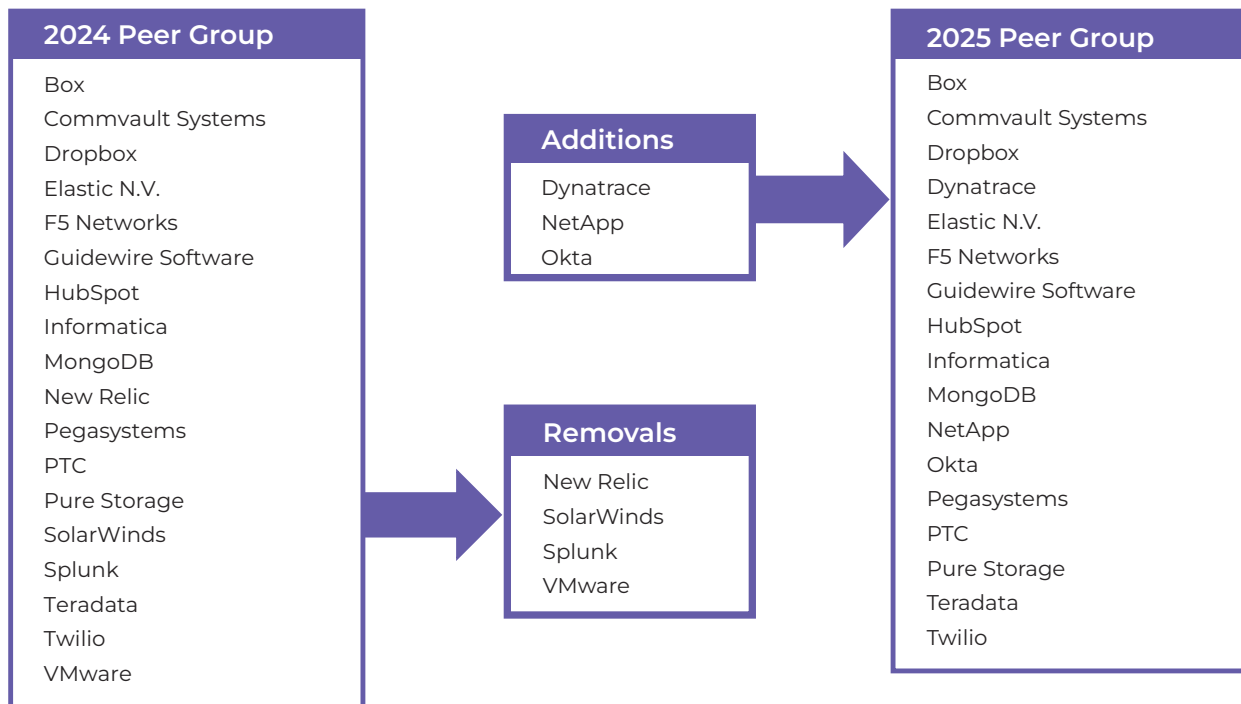 2024 Peer Group
Box
Commvault Systems
Dropbox
Elastic N.V.
F5 Networks
Guidewire Software
HubSpot
Informatica
MongoDB
New Relic
Pegasystems
PTC
Pure Storage
SolarWinds
Splunk
Teradata
Twilio
VMware
Additions
Dynatrace
NetApp
Okta
Removals
New Relic
SolarWinds
Splunk
VMware
2025 Peer Group
Box
Commvault Systems
Dropbox
Dynatrace
Elastic N.V.
F5 Networks
Guidewire Software
HubSpot
Informatica
MongoDB
NetApp
Okta
Pegasystems
PTC
Pure Storage
Teradata
Twilio